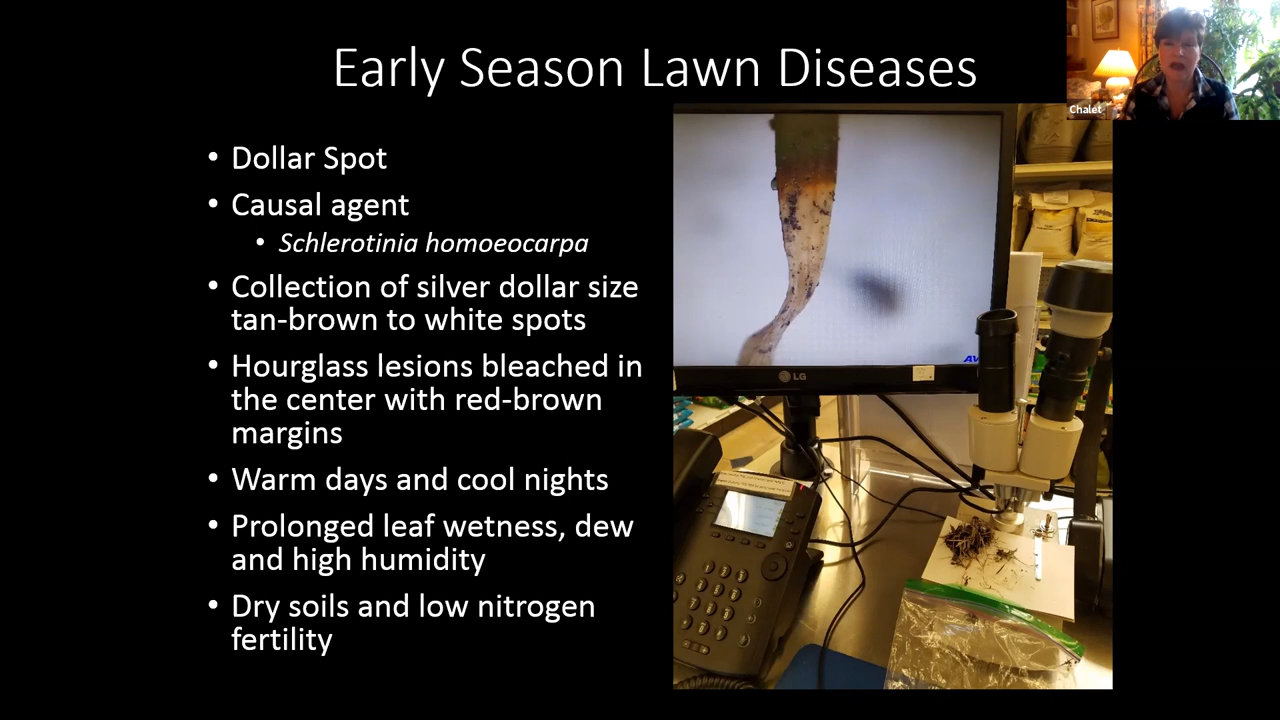 Early Season Lawn Diseases
Chalet
• Dollar Spot
• Causal agent
• Schlerotinia homoeocarpa
• Collection of silver dollar size
tan-brown to white spots
• Hourglass lesions bleached in
the center with red-brown
margins
• Warm days and cool nights
• Prolonged leaf wetness, dew
and high humidity
• Dry soils and low nitrogen
fertility
LG